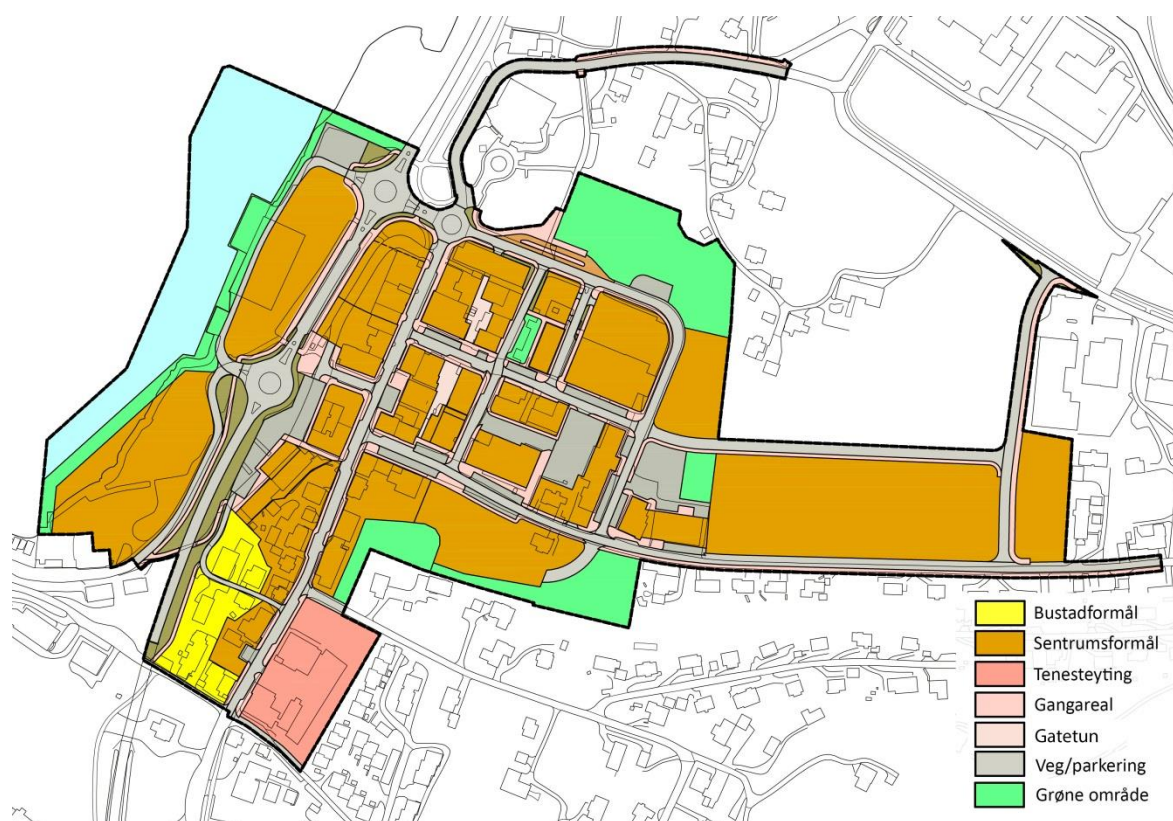 Bustadformål
Sentrumsformål
Tenesteyting
Gangareal
Gatetun
Veg/parkering
Grøne område